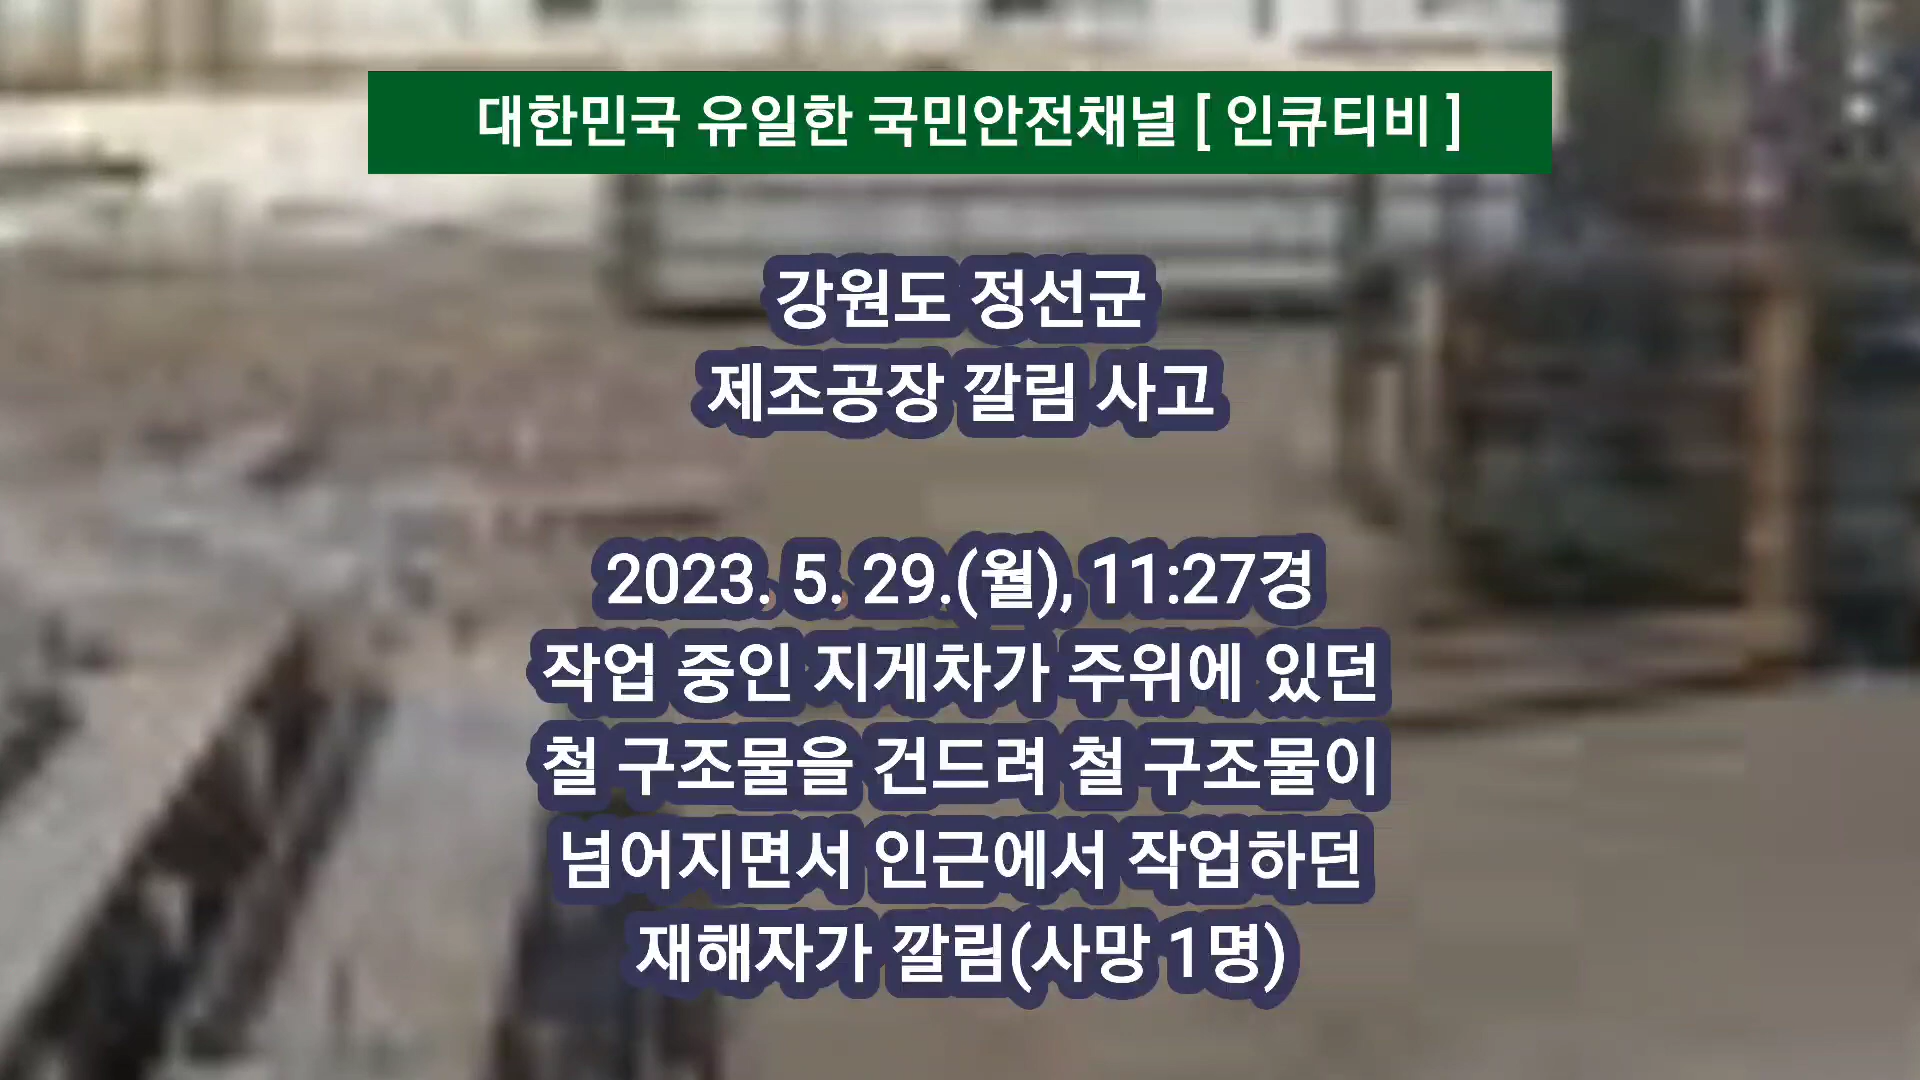 대한민국 유일한 국민안전채널 [ 인큐티비 ]
강원도 정선군
제조공장 깔림 사고
2023. 5. 29.(월), 11:27경
작업 중인 지게차가 주위에 있던
철 구조물을 건드려 철 구조물이
넘어지면서 인근에서 작업하던
재해자가 깔림(사망 1명)